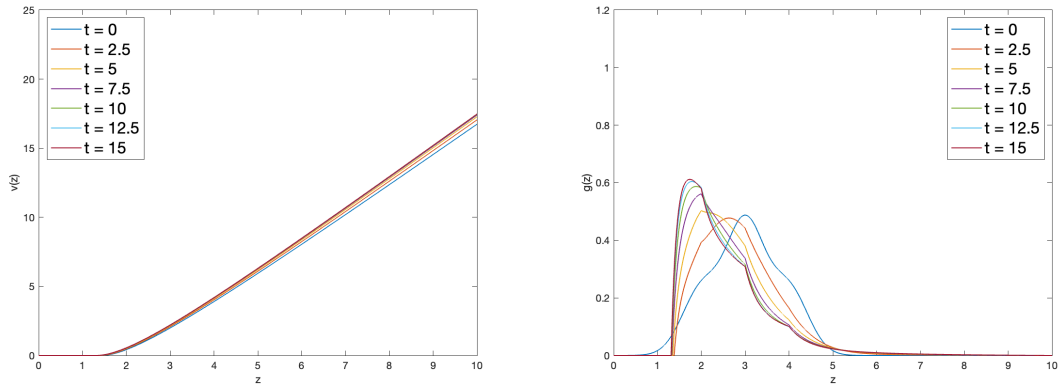 25
20
15
10
5
0
v(z)
0 1 2 3 4 5 6 7 8 9 10
z
t = 0
t = 2.5
t = 5
t = 7.5
t = 10
t = 12.5
t = 15
1.2
1
0.8
0.6
0.4
0.2
0
g(z)
0 1 2 3 4 5 6 7 8 9 10
z
t = 0
t = 2.5
t = 5
t = 7.5
t = 10
t = 12.5
t = 15